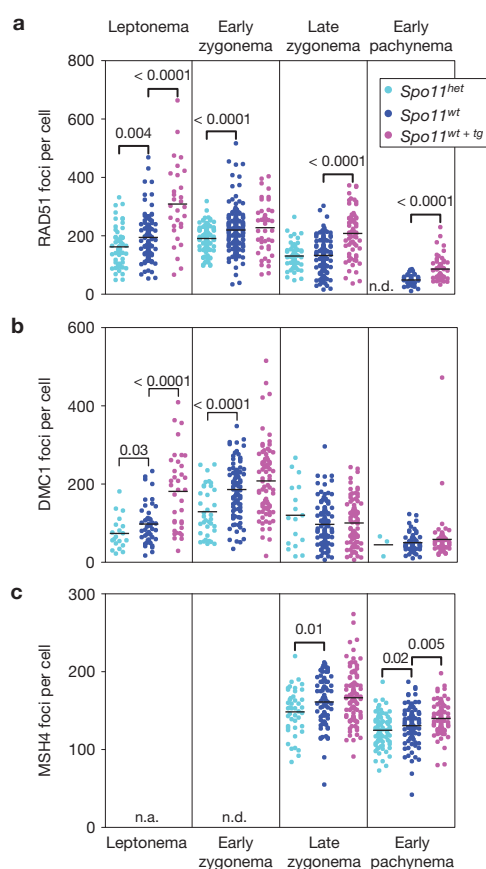 a
Leptonema Early zygonema Late zygonema Early pachynema
800
600
400
200
0
RAD51 foci per cell
0.004
< 0.0001
< 0.0001
< 0.0001
< 0.0001
n.d.
Spo11het
Spo11wt
Spo11wt + tg
b
600
400
200
0
DMC1 foci per cell
0.03
< 0.0001
< 0.0001
c
300
200
100
0
MSH4 foci per cell
n.a.
n.d.
0.01
0.02
0.005
Leptonema Early zygonema Late zygonema Early pachynema